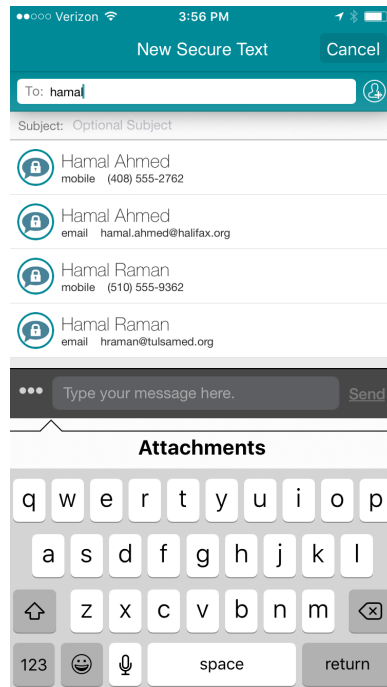 Verizon 3:56 PM
New Secure Text Cancel
To: hamal
Subject: Optional Subject
Hamal Ahmed
mobile (408) 555-2762
Hamal Ahmed
email hamal.ahmed@halifax.org
Hamal Raman
mobile (510) 555-9362
Hamal Raman
email hraman@tulsamed.org
Type your message here. Send
Attachments
q w e r t y u i o p
a s d f g h j k l
z x c v b n m
123 space return